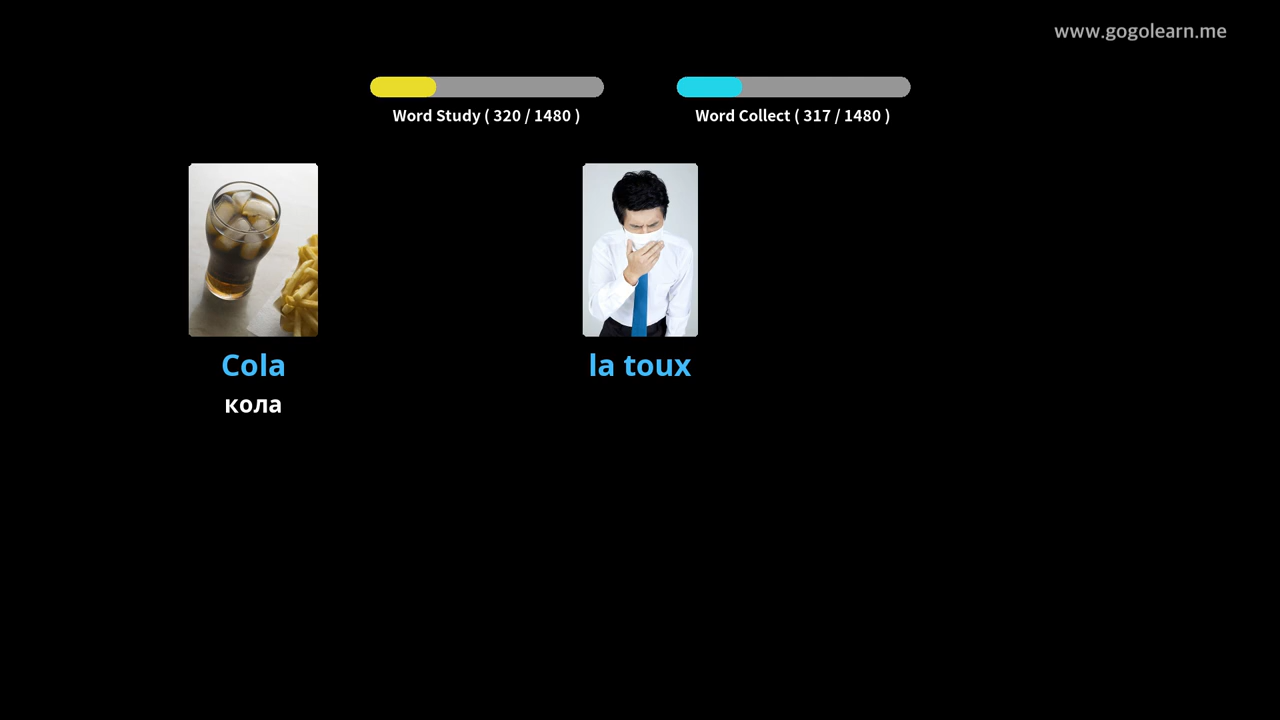 www.gogolearn.me
Word Study ( 320 / 1480 )
Word Collect ( 317 / 1480 )
Cola
кола
la toux